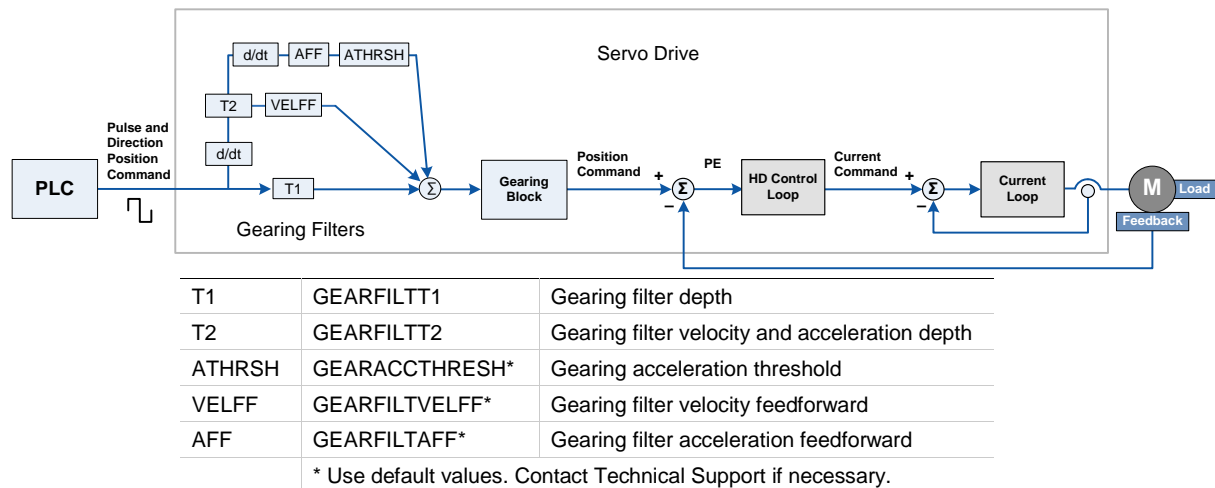 Servo Drive
d/dt
AFF
ATHRSH
T2
VELFF
Pulse and
Direction
Position
Command
d/dt
PLC
T1
Σ
Gearing
Block
Position
Command
+
−
Σ
PE
HD Control
Loop
Current
Command
+
−
Σ
Current
Loop
M
Load
Feedback
Gearing Filters
T1 GEARFILTT1 Gearing filter depth
T2 GEARFILTT2 Gearing filter velocity and acceleration depth
ATHRSH GEARACCTHRESH* Gearing acceleration threshold
VELFF GEARFILTVELFF* Gearing filter velocity feedforward
AFF GEARFILTAFF* Gearing filter acceleration feedforward
* Use default values. Contact Technical Support if necessary.